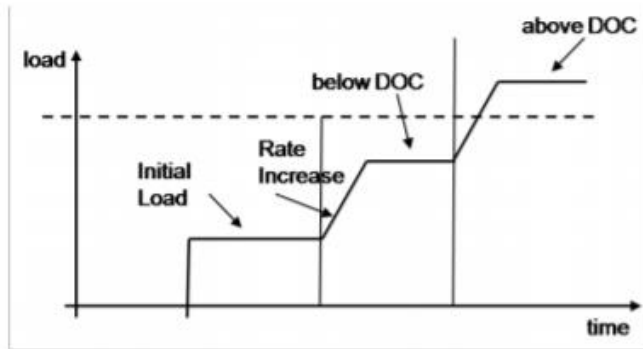 above DOC
load
below DOC
Rate
Increase
Initial
Load
time